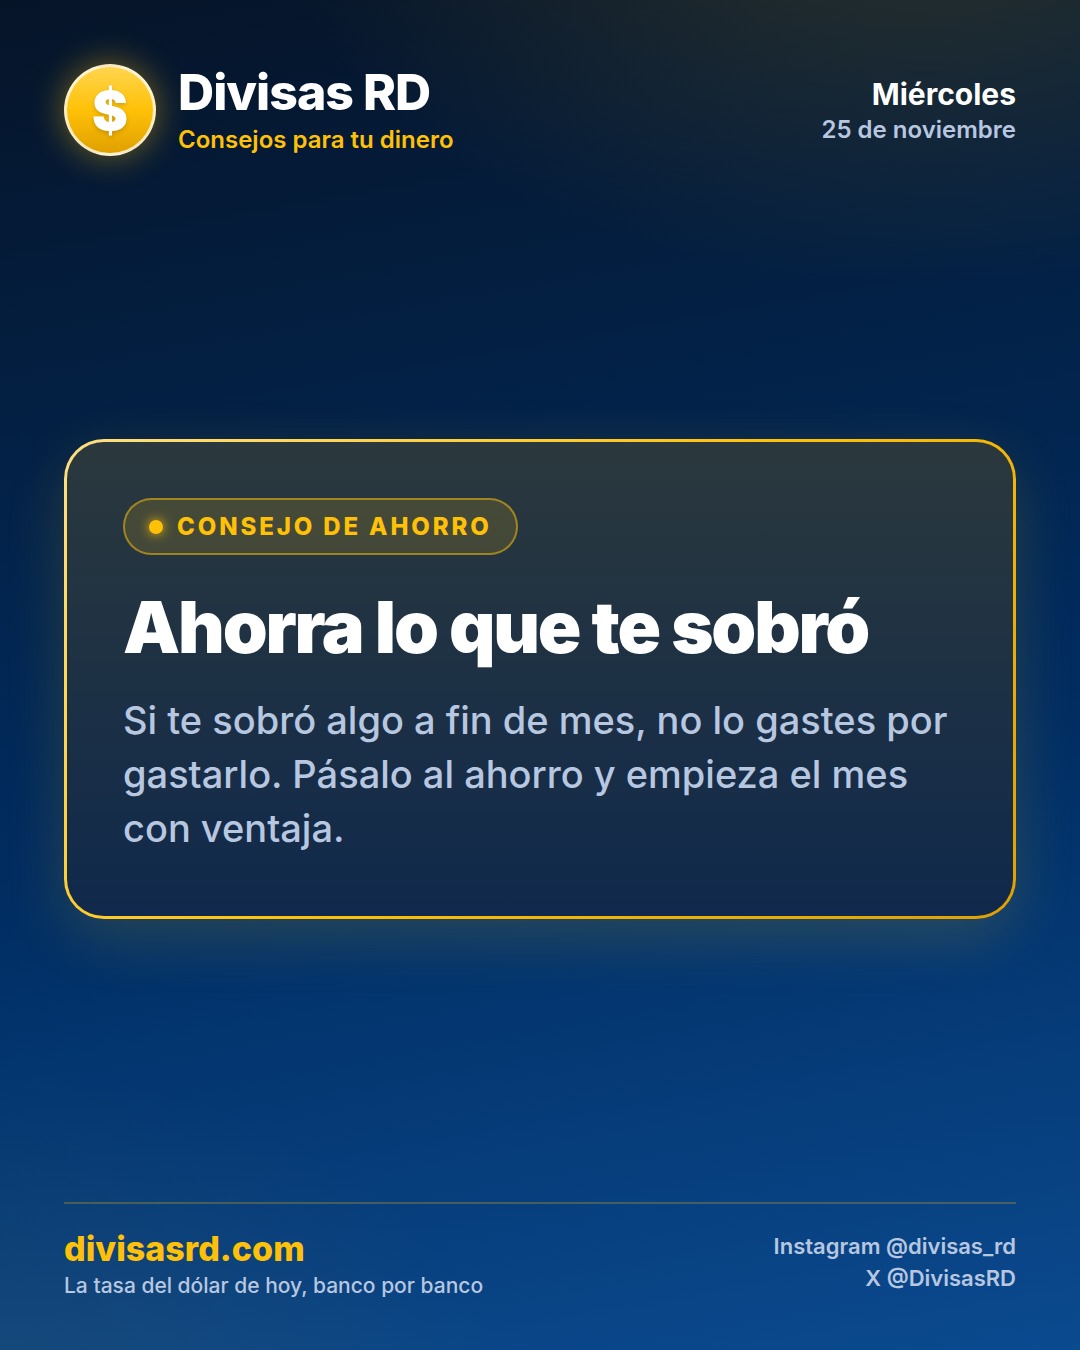 $
Divisas RD
Consejos para tu dinero
Miércoles
25 de noviembre
CONSEJO DE AHORRO
Ahorra lo que te sobró
Si te sobró algo a fin de mes, no lo gastes por
gastarlo. Pásalo al ahorro y empieza el mes
con ventaja.
divisasrd.com
La tasa del dólar de hoy, banco por banco
Instagram @divisas_rd
X @DivisasRD